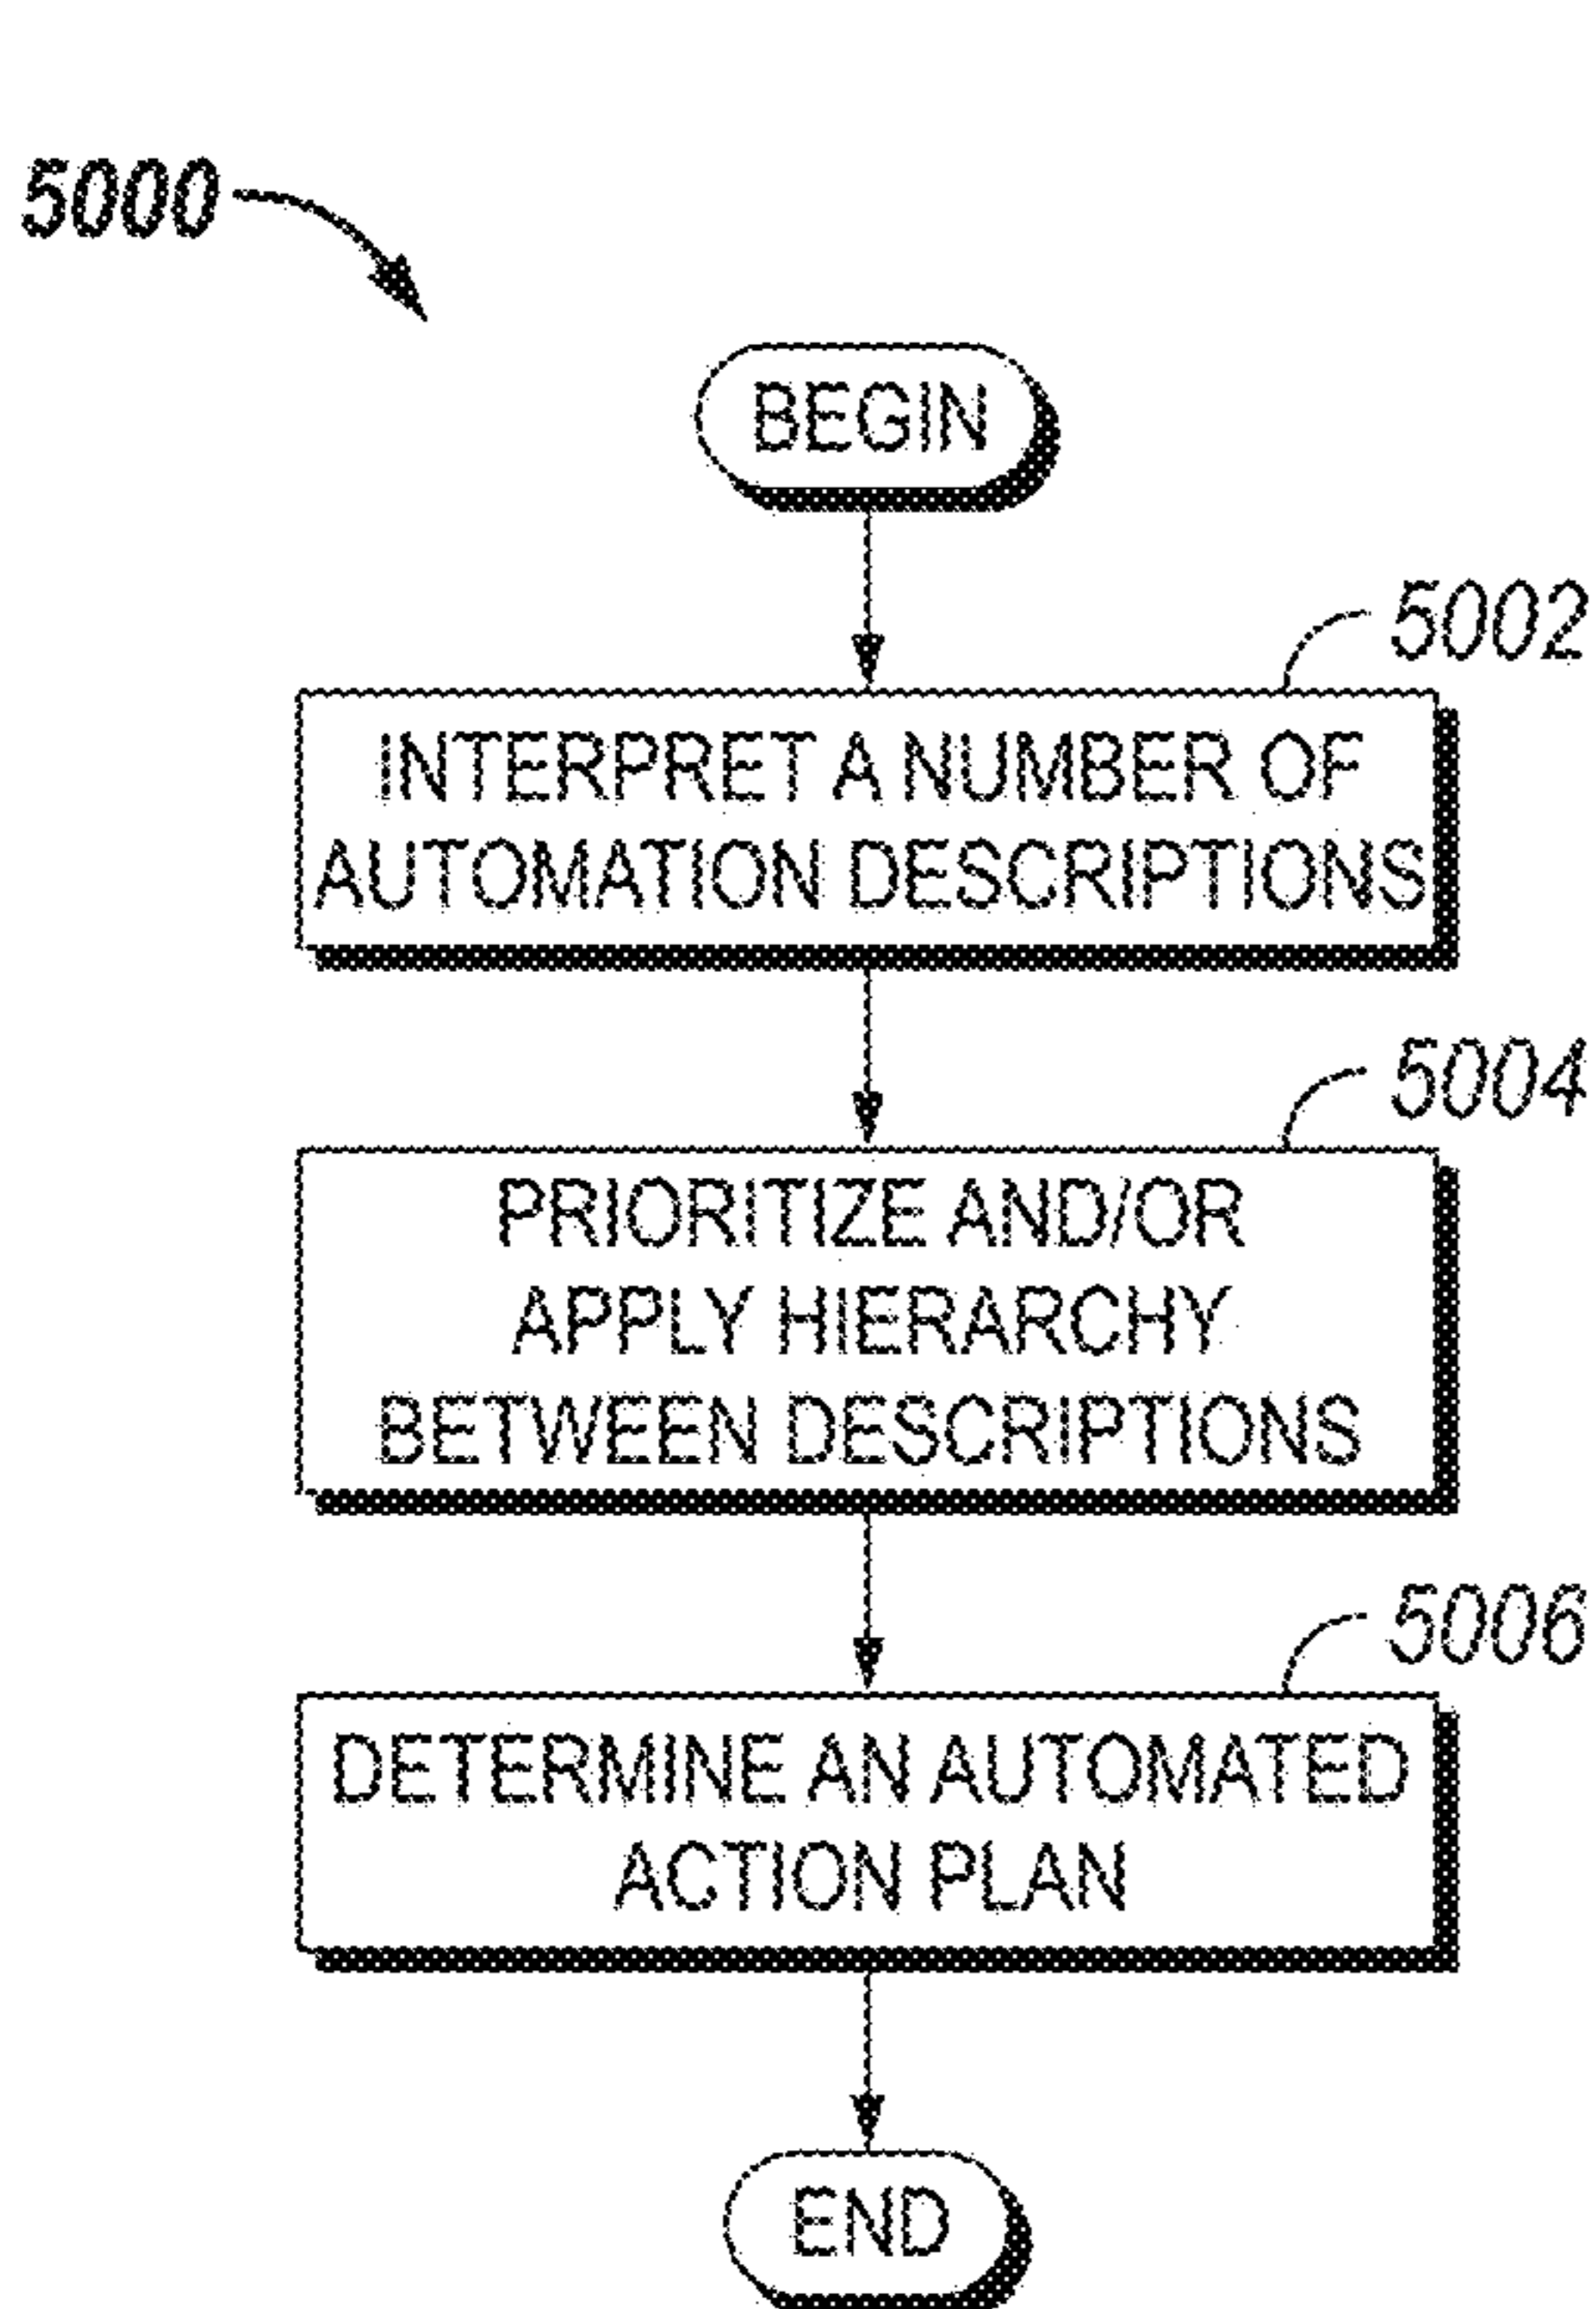 5000
BEGIN
5002
INTERPRET A NUMBER OF
AUTOMATION DESCRIPTIONS
5004
PRIORITIZE AND/OR
APPLY HIERARCHY
BETWEEN DESCRIPTIONS
5006
DETERMINE AN AUTOMATED
ACTION PLAN
END